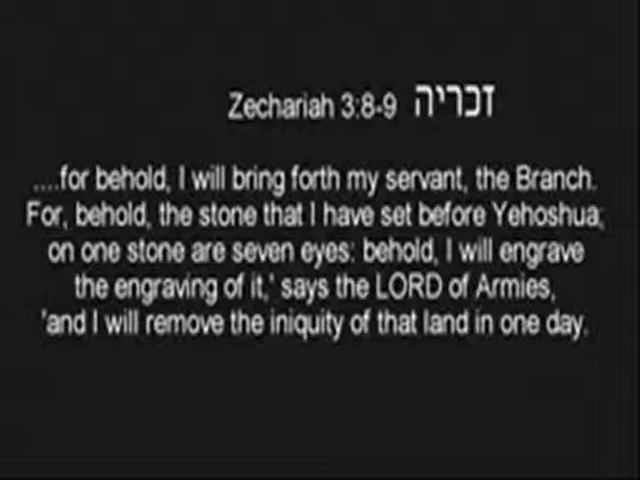 Zechariah 3:8-9 זכריה
....for behold, I will bring forth my servant, the Branch.
For, behold, the stone that I have set before Yehoshua;
on one stone are seven eyes: behold, I will engrave
the engraving of it,' says the LORD of Armies,
'and I will remove the iniquity of that land in one day.